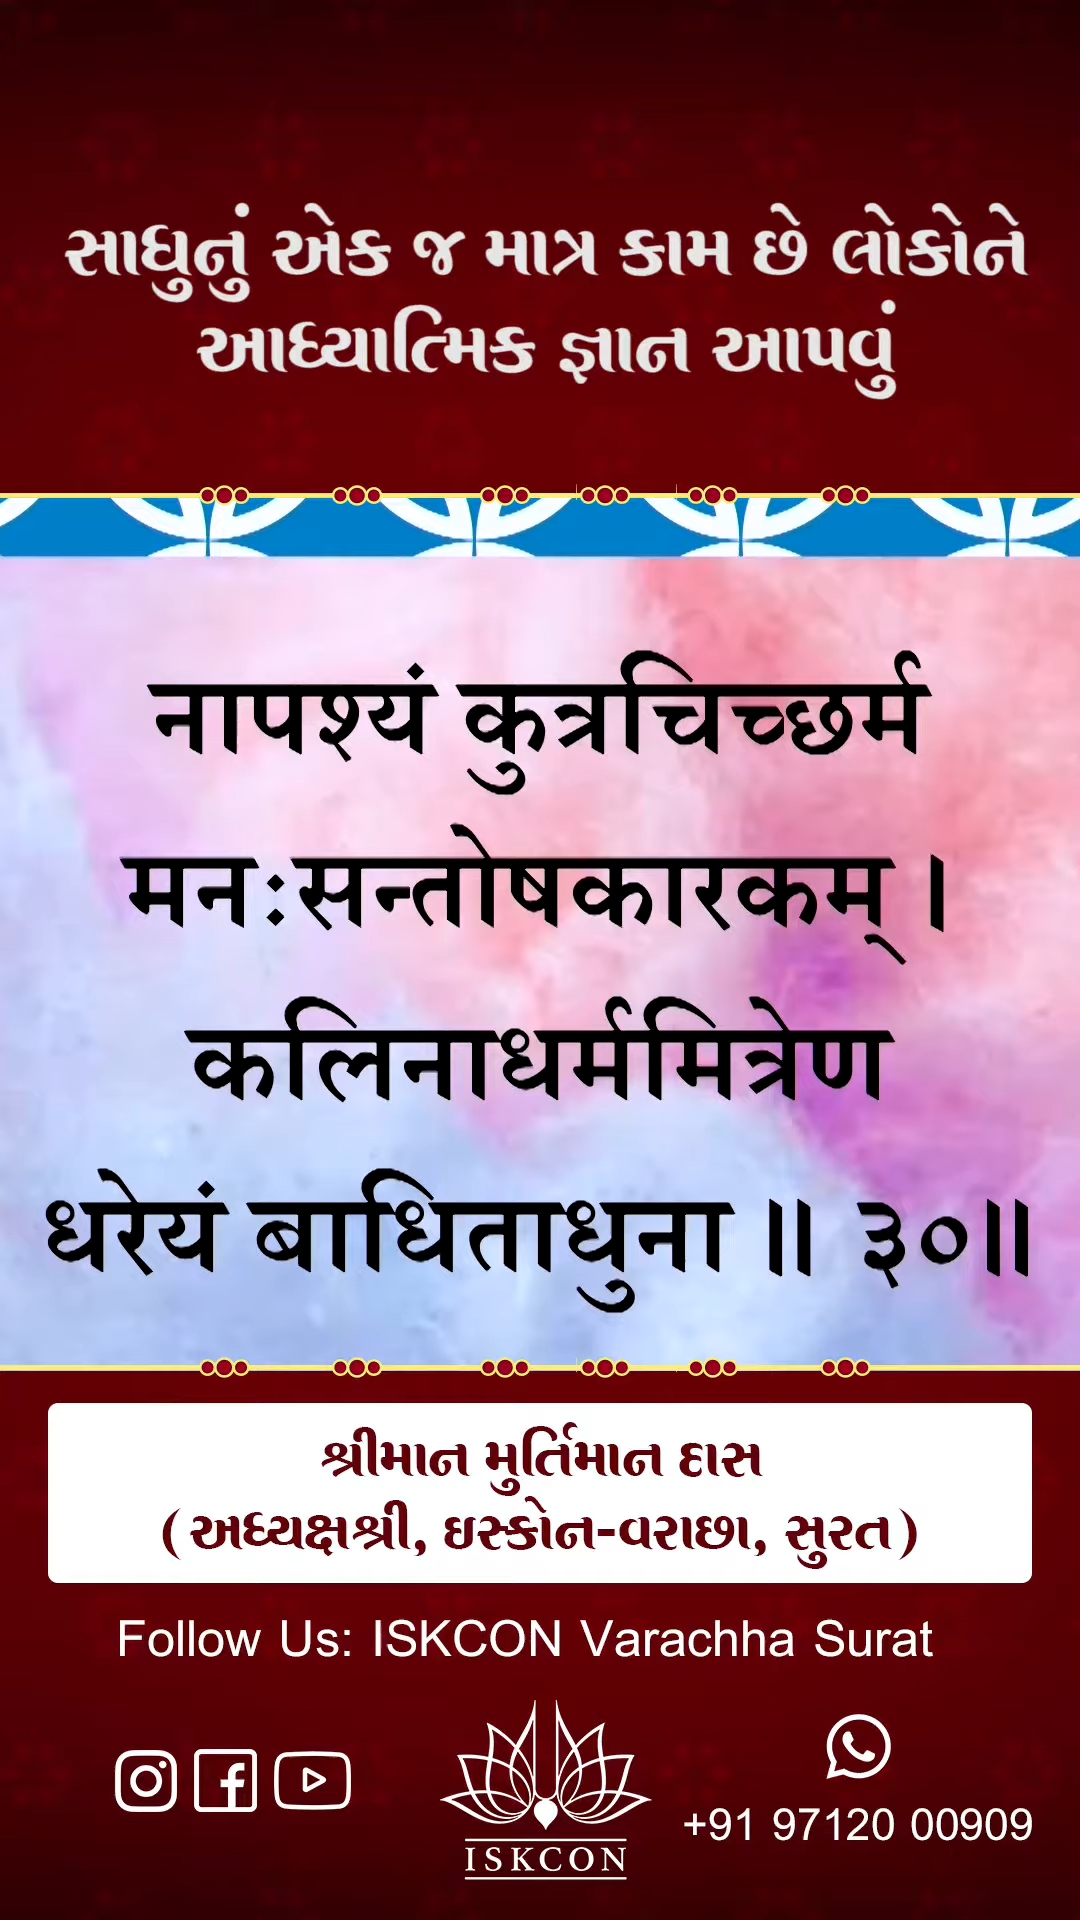 સાધુનું એક જ માત્ર કામ છે લોકોને
આધ્યાત્મિક જ્ઞાન આપવું
नापश्यं कुत्रचिच्छर्म
मनःसन्तोषकारकम् ।
कलिनाधर्ममित्रेण
धरेयं बाधिताधुना ॥ ३०॥
શ્રીમાન મુર્તિમાન દાસ
(અધ્યક્ષશ્રી, ઇસ્કોન-વરાછા, સુરત)
Follow Us: ISKCON Varachha Surat
+91 97120 00909
ISKCON